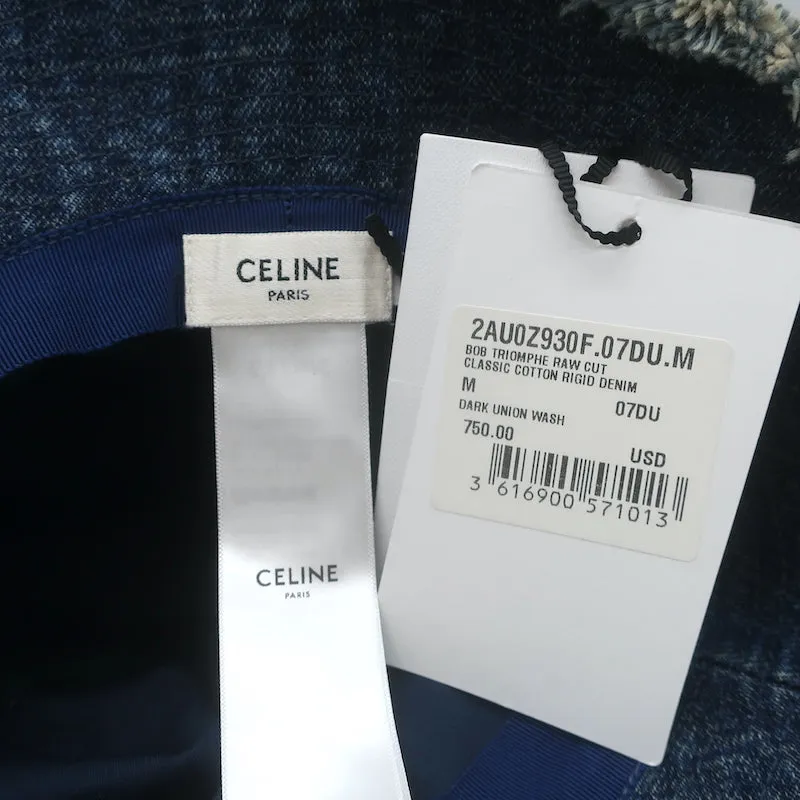 CELINE
PARIS
CELINE
PARIS
2AU0Z930F.07DU.M
BOB TRIOMPHE RAW CUT
CLASSIC COTTON RIGID DENIM
M 07DU
DARK UNION WASH
750.00
USD
3 616900 571013